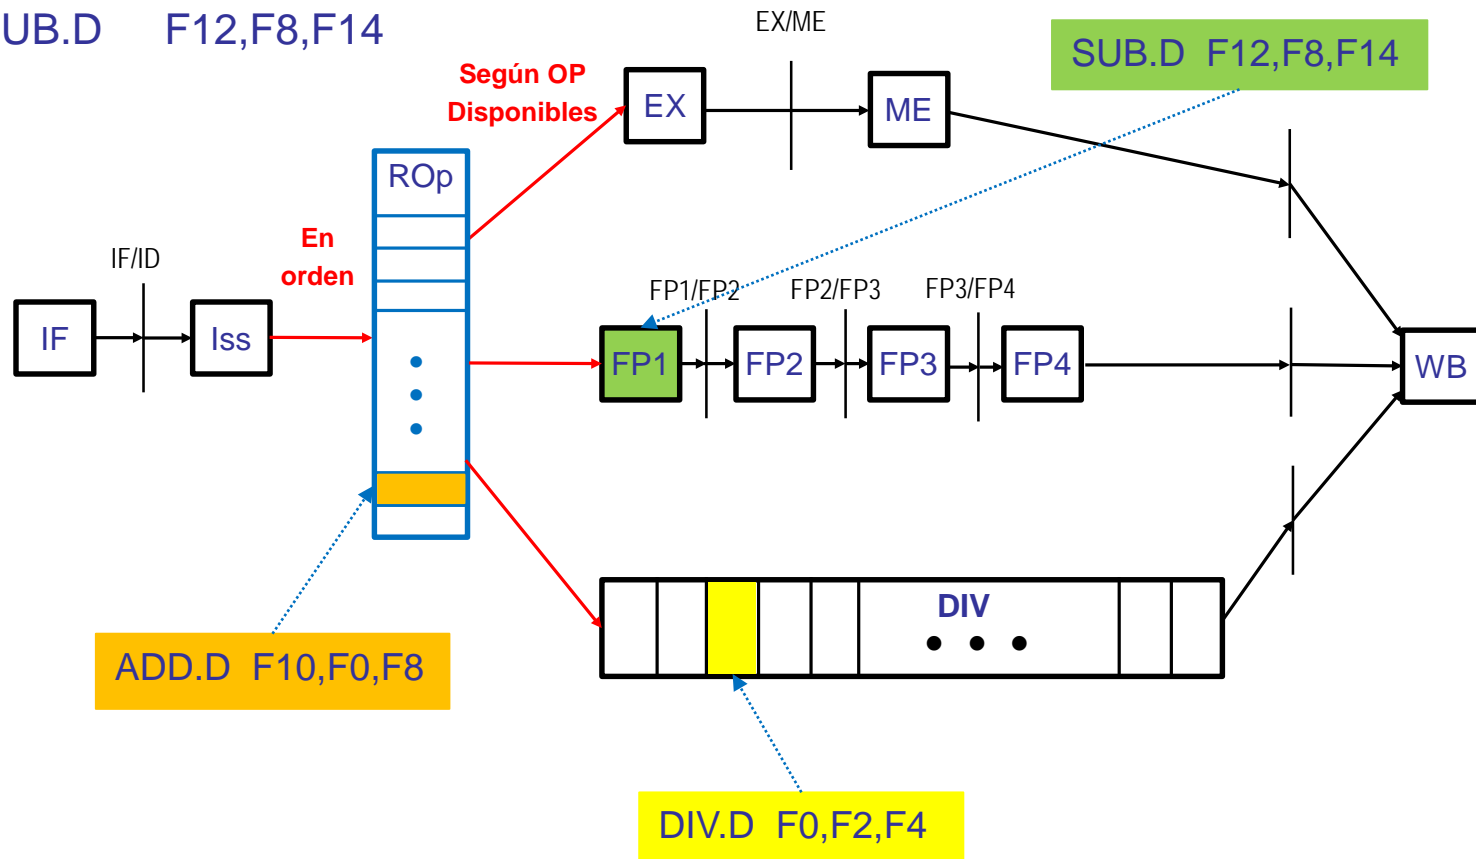 UB.D F12,F8,F14
EX/ME
SUB.D F12,F8,F14
Según OP
Disponibles
EX
ME
ROp
En
orden
IF/ID
FP1/FP2
FP2/FP3
FP3/FP4
IF
Iss
FP1
FP2
FP3
FP4
WB
DIV
ADD.D F10,F0,F8
DIV.D F0,F2,F4